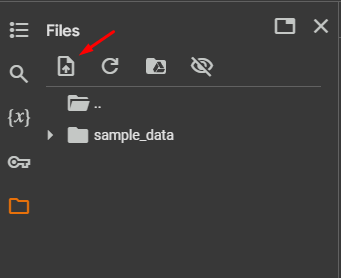 Files
..
{x}
sample_data